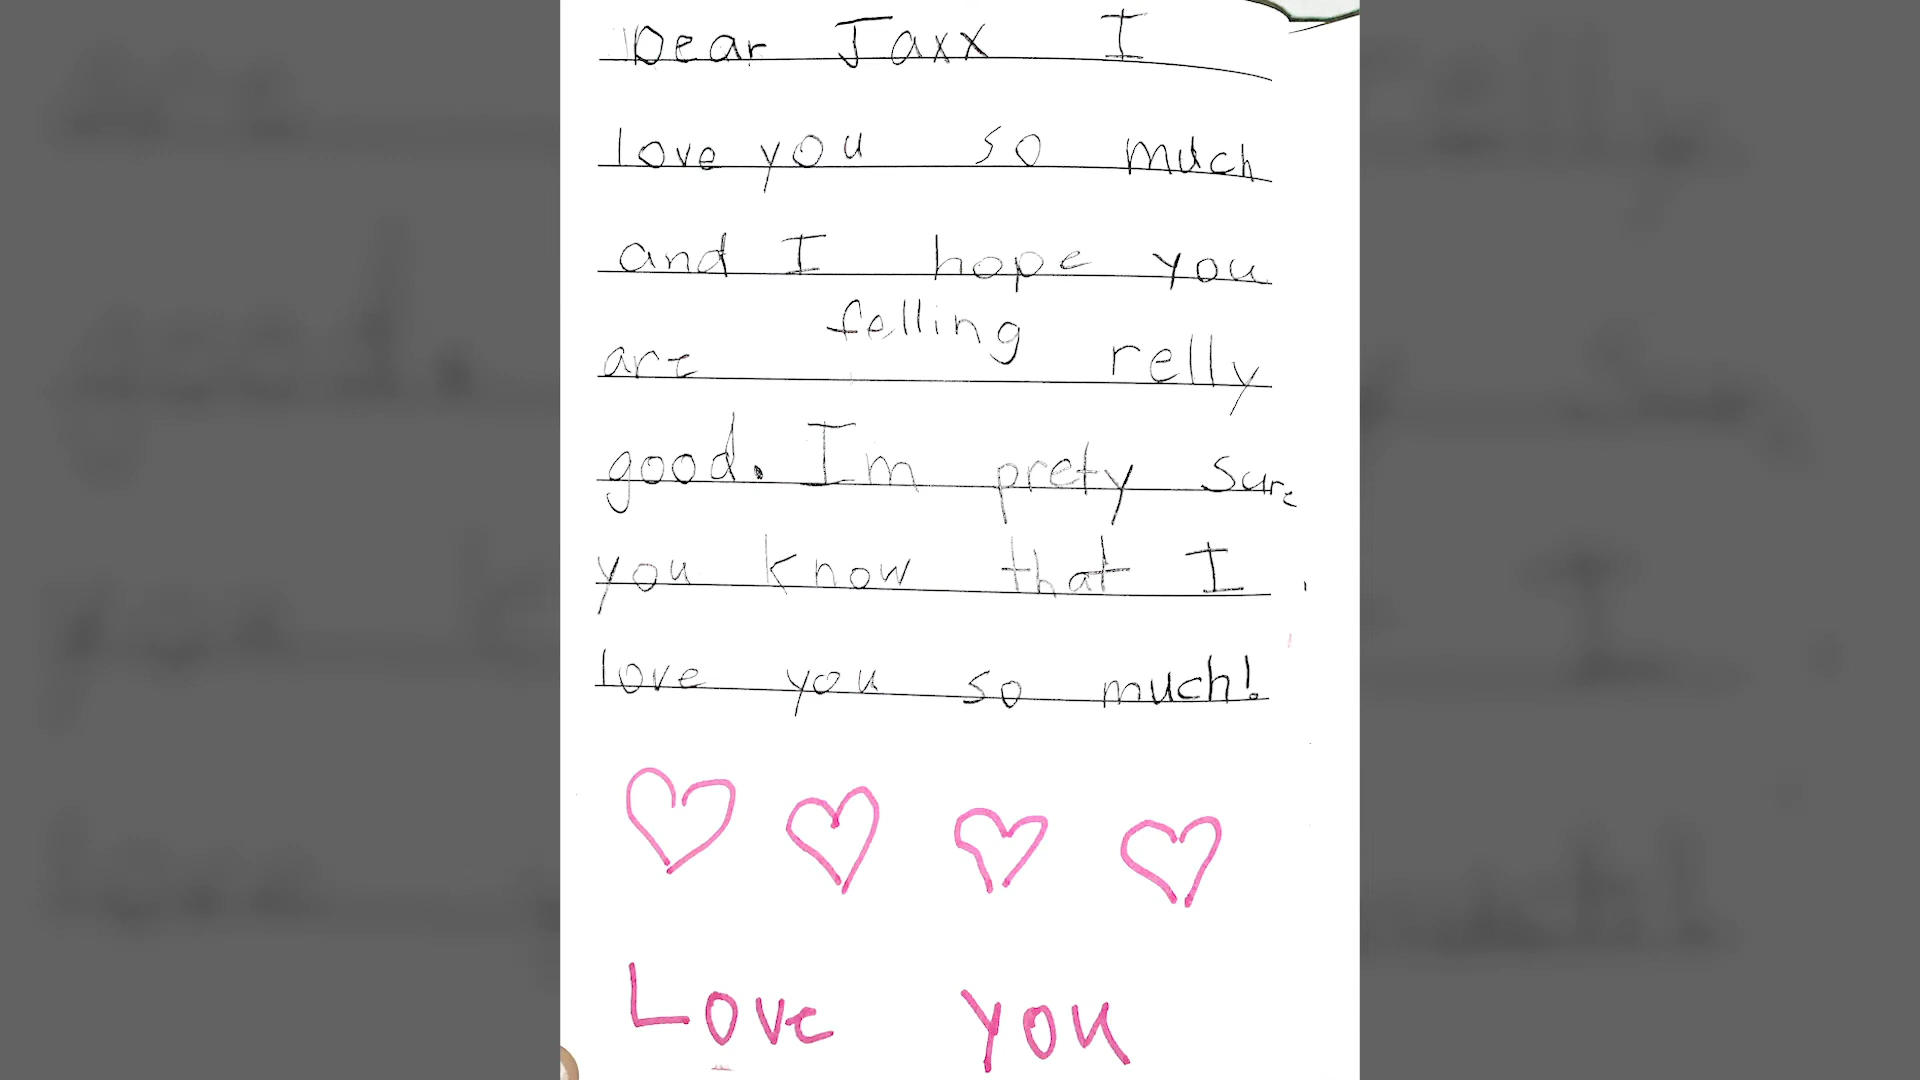 Dear Jaxx I
love you so much
and I hope you
are felling relly
good. Im prety sure
you know that I
love you so much!
Love you